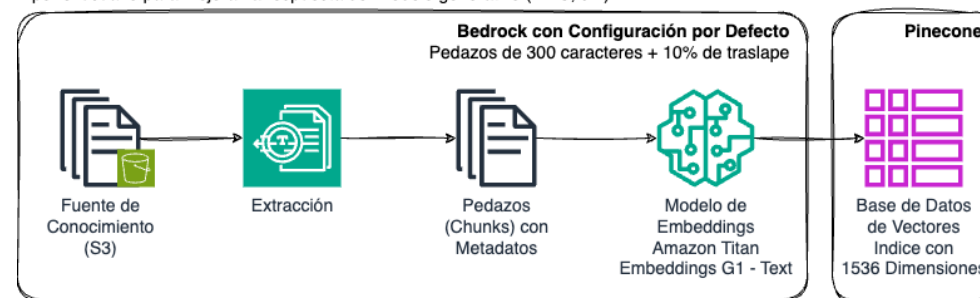 Bedrock con Configuración por Defecto
Pedazos de 300 caracteres + 10% de traslape
Pinecone
Fuente de
Conocimiento
(S3)
Extracción
Pedazos
(Chunks) con
Metadatos
Modelo de
Embeddings
Amazon Titan
Embeddings G1 - Text
Base de Datos
de Vectores
Indice con
1536 Dimensiones